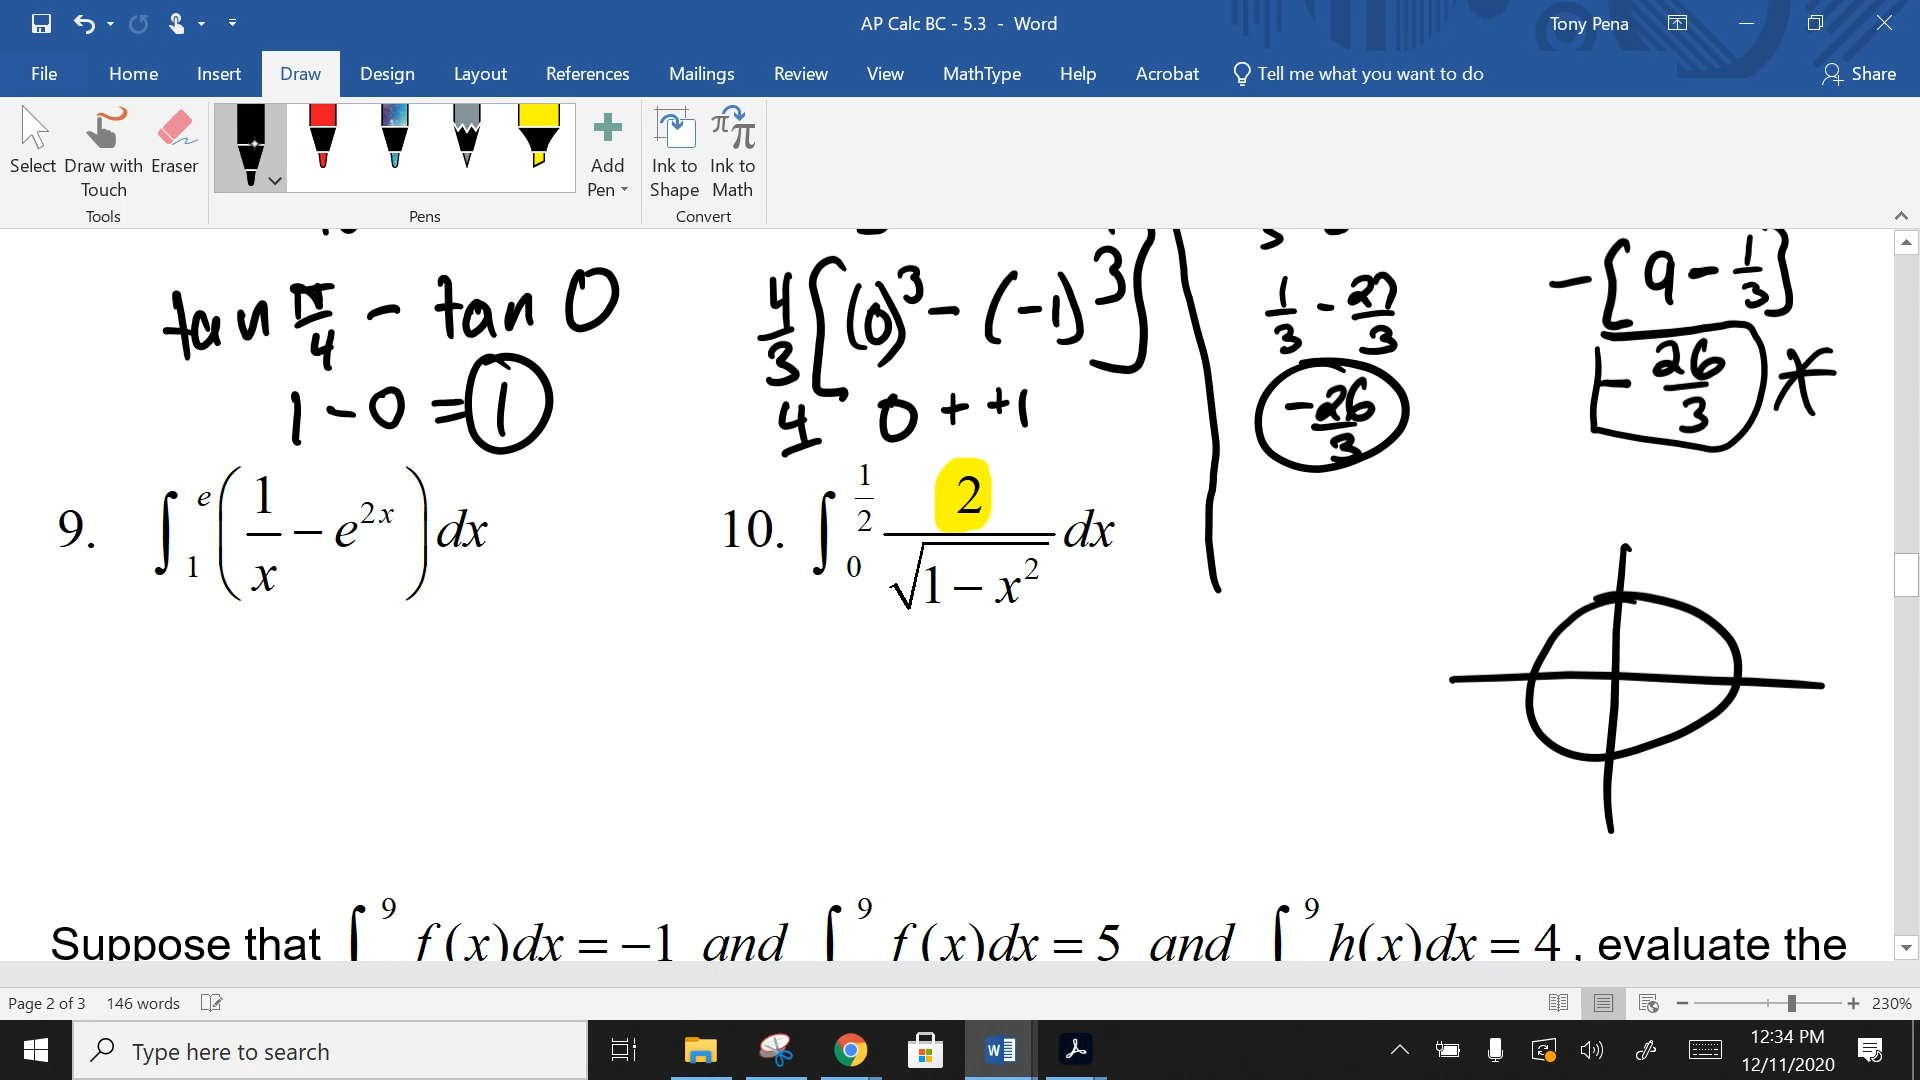 AP Calc BC - 5.3 - Word
Tony Pena
File Home Insert Draw Design Layout References Mailings Review View MathType Help Acrobat Tell me what you want to do Share
Select
Draw with Touch
Eraser
Add Pen
Ink to Shape
Ink to Math
Tools
Pens
Convert
tan π/4 - tan 0
1 - 0 = 1
4/3 [(0)³ - (-1)³]
4 0 + +1
1/3 - 27/3
-26/3
-[9 - 1/3]
- 26/3 *
9. ∫₁ᵉ (1/x − e^(2x)) dx
10. ∫₀^(1/2) 2/√(1 − x²) dx
Suppose that ∫⁹ f(x)dx = −1 and ∫⁹ f(x)dx = 5 and ∫⁹ h(x)dx = 4 , evaluate the
Page 2 of 3 146 words
230%
Type here to search
12:34 PM
12/11/2020